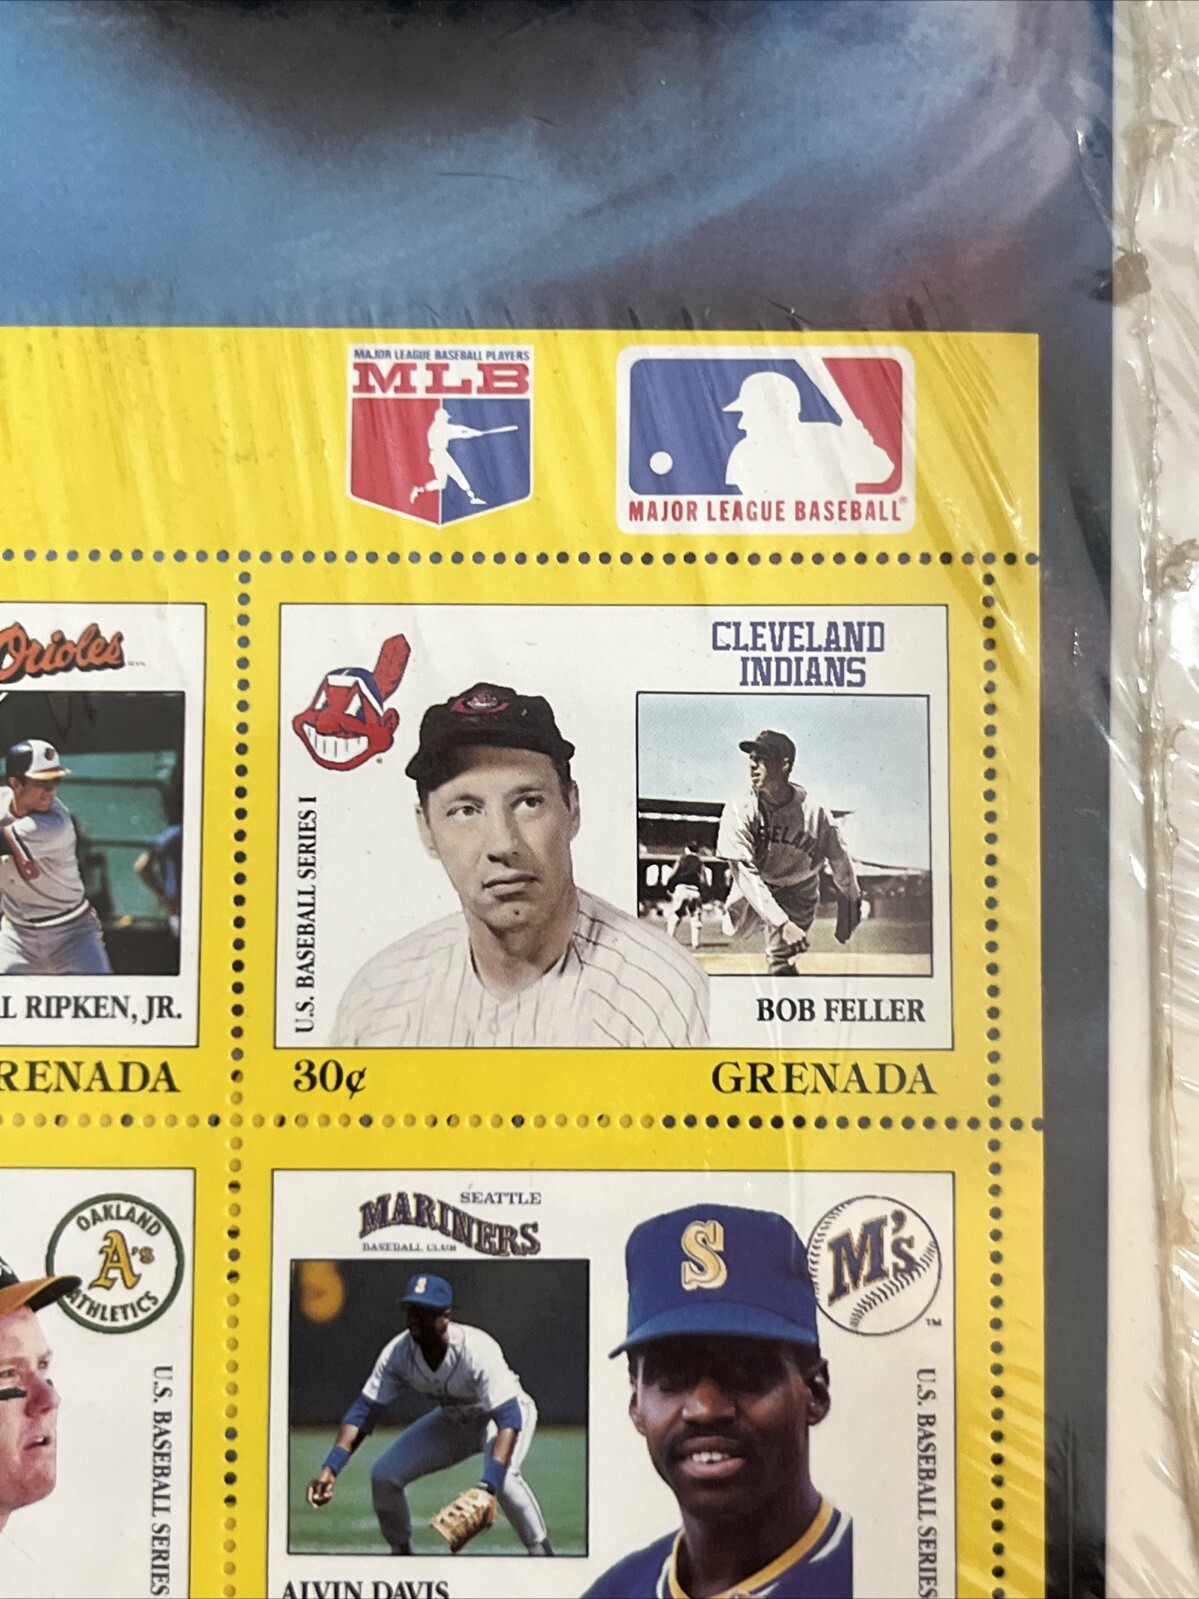 MAJOR LEAGUE BASEBALL PLAYERS
MLB
MAJOR LEAGUE BASEBALL®
Orioles
L RIPKEN, JR.
RENADA
CLEVELAND
INDIANS
U.S. BASEBALL SERIES I
BOB FELLER
30¢
GRENADA
OAKLAND
A's
ATHLETICS
U.S. BASEBALL SERIES
SEATTLE
MARINERS
BASEBALL CLUB
S
M's
TM
U.S. BASEBALL SERIES
ALVIN DAVIS